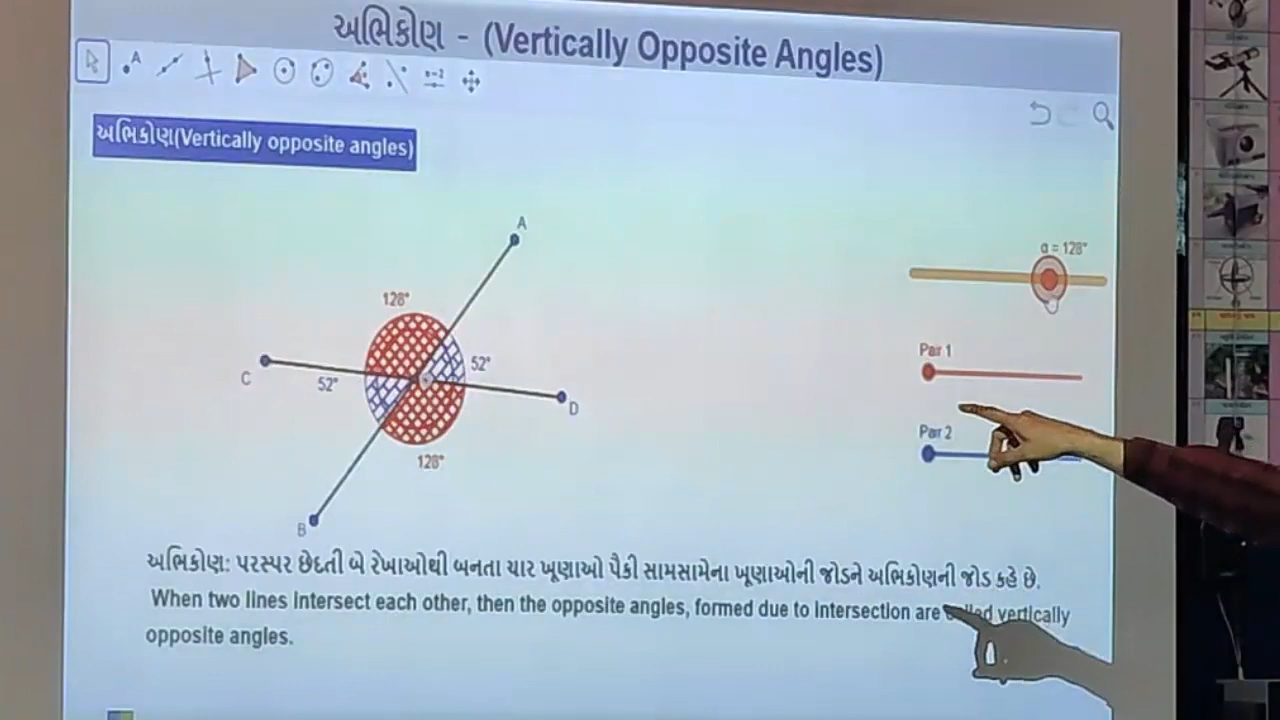 અભિકોણ - (Vertically Opposite Angles)
A
a=2
અભિકોણ(Vertically opposite angles)
A
α = 128°
128°
52°
Par 1
C
52°
D
Par 2
128°
B
અભિકોણ: પરસ્પર છેદતી બે રેખાઓથી બનતા ચાર ખૂણાઓ પૈકી સામસામેના ખૂણાઓની જોડને અભિકોણની જોડ કહે છે.
When two lines intersect each other, then the opposite angles, formed due to intersection are called vertically
opposite angles.